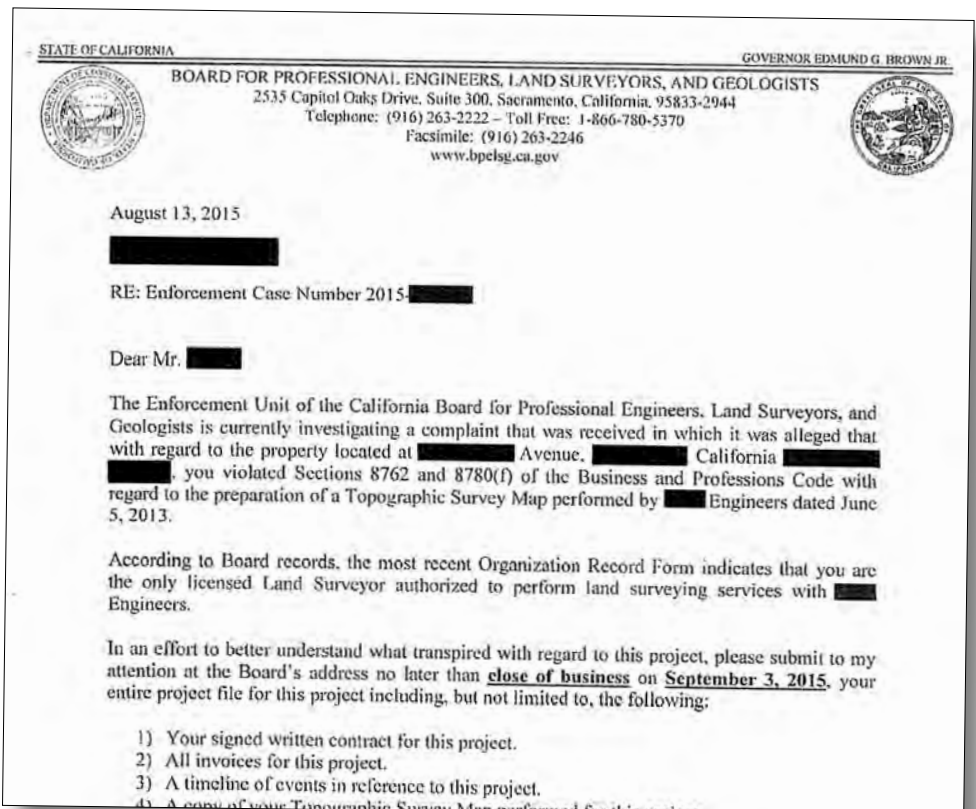 STATE OF CALIFORNIA
GOVERNOR EDMUND G. BROWN JR.
BOARD FOR PROFESSIONAL ENGINEERS, LAND SURVEYORS, AND GEOLOGISTS
2535 Capitol Oaks Drive, Suite 300, Sacramento, California, 95833-2944
Telephone: (916) 263-2222 – Toll Free: 1-866-780-5370
Facsimile: (916) 263-2246
www.bpelsg.ca.gov
August 13, 2015
RE: Enforcement Case Number 2015-
Dear Mr.
The Enforcement Unit of the California Board for Professional Engineers, Land Surveyors, and
Geologists is currently investigating a complaint that was received in which it was alleged that
with regard to the property located at Avenue, California
, you violated Sections 8762 and 8780(f) of the Business and Professions Code with
regard to the preparation of a Topographic Survey Map performed by Engineers dated June
5, 2013.
According to Board records, the most recent Organization Record Form indicates that you are
the only licensed Land Surveyor authorized to perform land surveying services with
Engineers.
In an effort to better understand what transpired with regard to this project, please submit to my
attention at the Board's address no later than close of business on September 3, 2015, your
entire project file for this project including, but not limited to, the following:
1) Your signed written contract for this project.
2) All invoices for this project.
3) A timeline of events in reference to this project.
4) A copy of your Topographic Survey Map performed for this